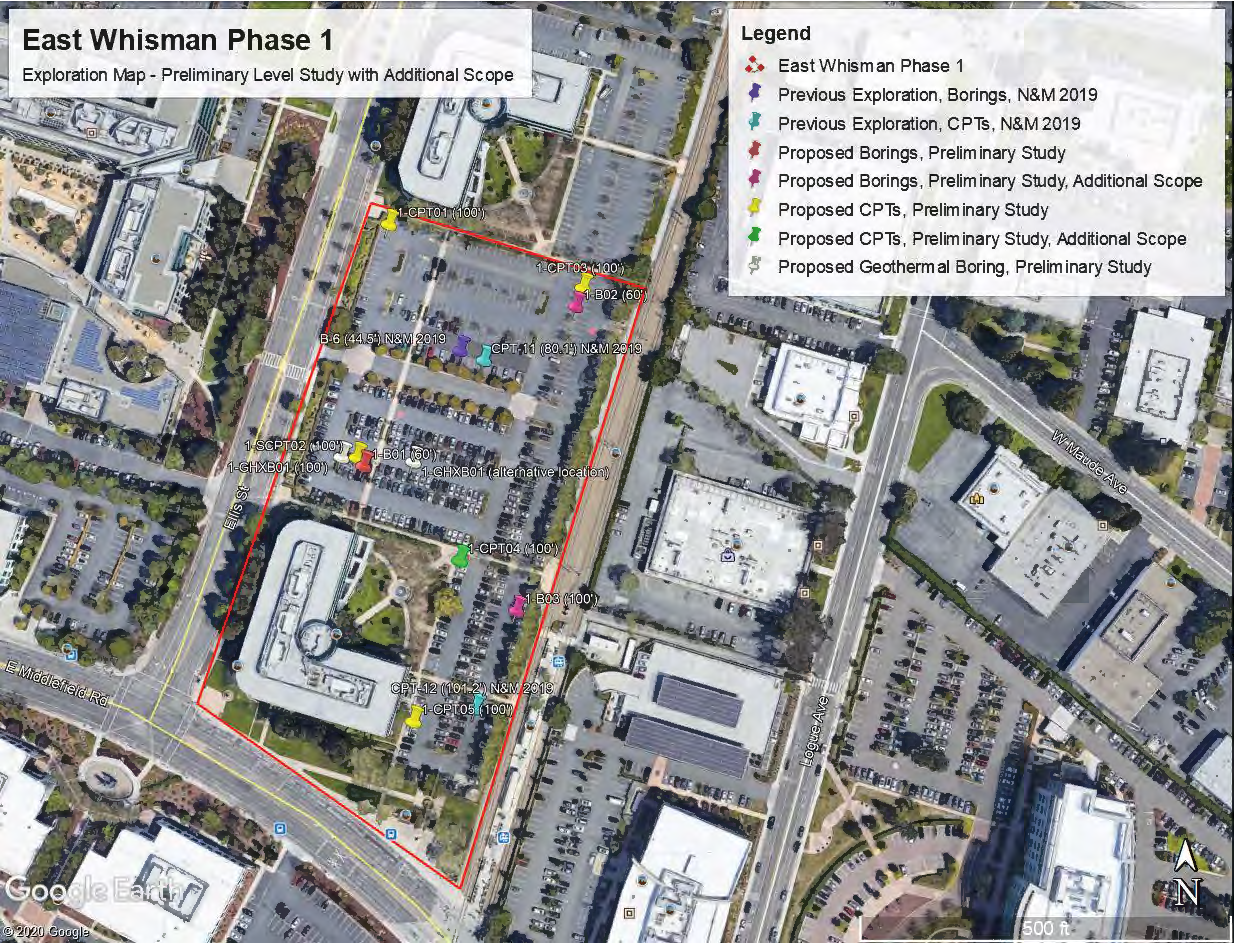 East Whisman Phase 1
Exploration Map - Preliminary Level Study with Additional Scope
Legend
East Whisman Phase 1
Previous Exploration, Borings, N&M 2019
Previous Exploration, CPTs, N&M 2019
Proposed Borings, Preliminary Study
Proposed Borings, Preliminary Study, Additional Scope
Proposed CPTs, Preliminary Study
Proposed CPTs, Preliminary Study, Additional Scope
Proposed Geothermal Boring, Preliminary Study
1-CPT01 (100')
1-CPT03 (100')
1-B02 (60')
B-6 (44.5') N&M 2019
CPT-11 (80.1') N&M 2019
1-SCPT02 (100')
1-B01 (60')
1-GHXB01 (100')
1-GHXB01 (alternative location)
Ellis St
W Maude Ave
1-CPT04 (100')
1-B03 (100')
E Middlefield Rd
CPT-12 (101.2') N&M 2019
1-CPT05 (100')
Logue Ave
Google Earth
© 2020 Google
N
500 ft